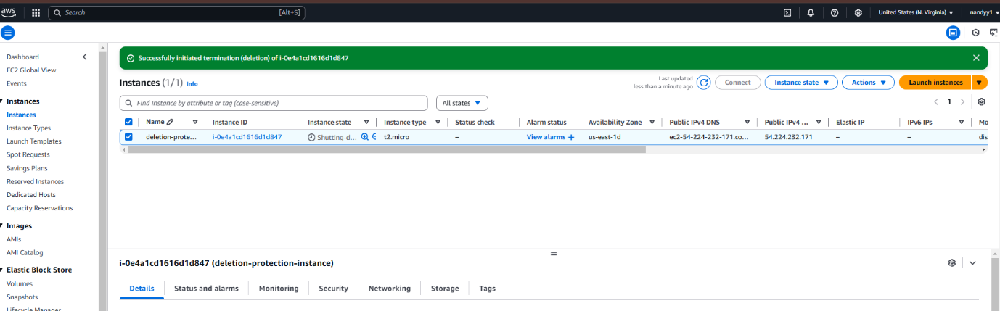 aws Search [Alt+S] United States (N. Virginia) nandyy1
Dashboard
EC2 Global View
Events
Instances
Instances
Instance Types
Launch Templates
Spot Requests
Savings Plans
Reserved Instances
Dedicated Hosts
Capacity Reservations
Images
AMIs
AMI Catalog
Elastic Block Store
Volumes
Snapshots
Lifecycle Manager
Successfully initiated termination (deletion) of i-0e4a1cd1616d1d847
Instances (1/1) Info Last updated less than a minute ago Connect Instance state Actions Launch instances
Find Instance by attribute or tag (case-sensitive) All states 1
Name Instance ID Instance state Instance type Status check Alarm status Availability Zone Public IPv4 DNS Public IPv4 ... Elastic IP IPv6 IPs Mo
deletion-prote... i-0e4a1cd1616d1d847 Shutting-d... t2.micro – View alarms + us-east-1d ec2-54-224-232-171.co... 54.224.232.171 – – dis
i-0e4a1cd1616d1d847 (deletion-protection-instance)
Details Status and alarms Monitoring Security Networking Storage Tags